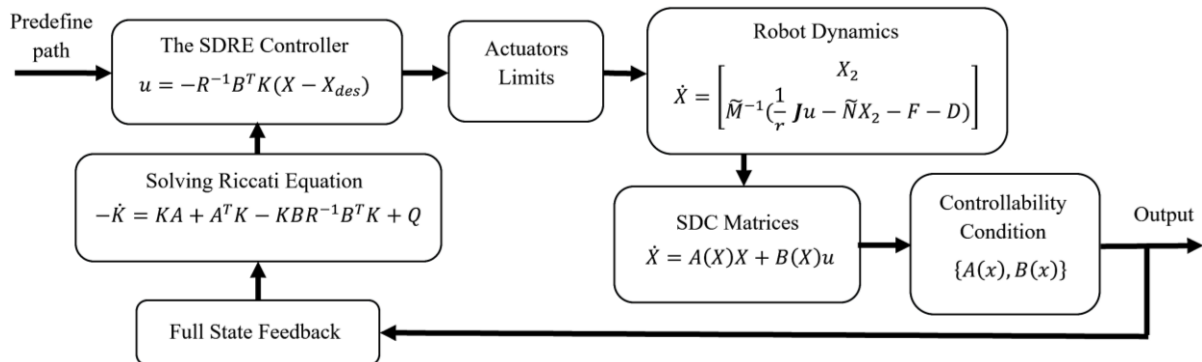 Predefine
path
The SDRE Controller
u = −R⁻¹BᵀK(X − X_des)
Actuators
Limits
Robot Dynamics
Ẋ = [X₂; M̃⁻¹(1/r Ju − ÑX₂ − F − D)]
Solving Riccati Equation
−K̇ = KA + AᵀK − KBR⁻¹BᵀK + Q
SDC Matrices
Ẋ = A(X)X + B(X)u
Controllability
Condition
{A(x), B(x)}
Output
Full State Feedback